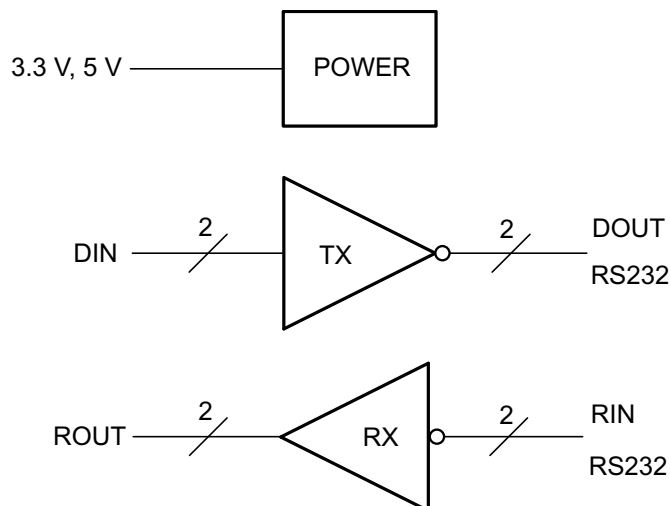 3.3 V, 5 V
POWER
2
2
DOUT
DIN
TX
RS232
2
2
RIN
ROUT
RX
RS232